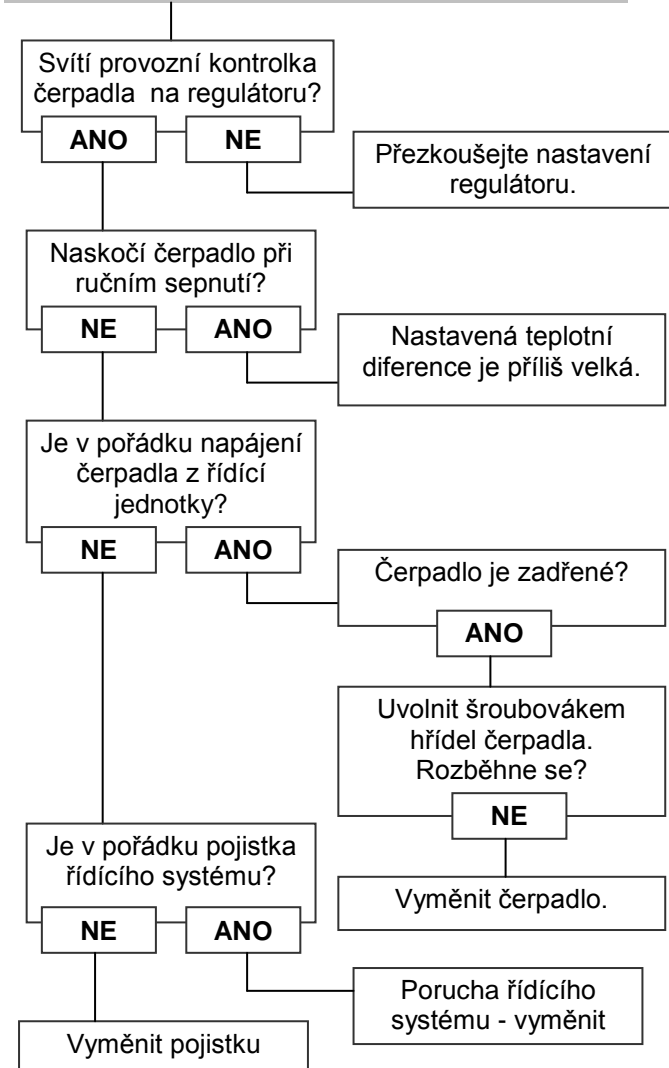 Svítí provozní kontrolka
čerpadla na regulátoru?
ANO
NE
Přezkoušejte nastavení
regulátoru.
Naskočí čerpadlo při
ručním sepnutí?
NE
ANO
Nastavená teplotní
diference je příliš velká.
Je v pořádku napájení
čerpadla z řídící
jednotky?
NE
ANO
Čerpadlo je zadřené?
ANO
Uvolnit šroubovákem
hřídel čerpadla.
Rozběhne se?
NE
Vyměnit čerpadlo.
Je v pořádku pojistka
řídícího systému?
NE
ANO
Porucha řídícího
systému - vyměnit
Vyměnit pojistku